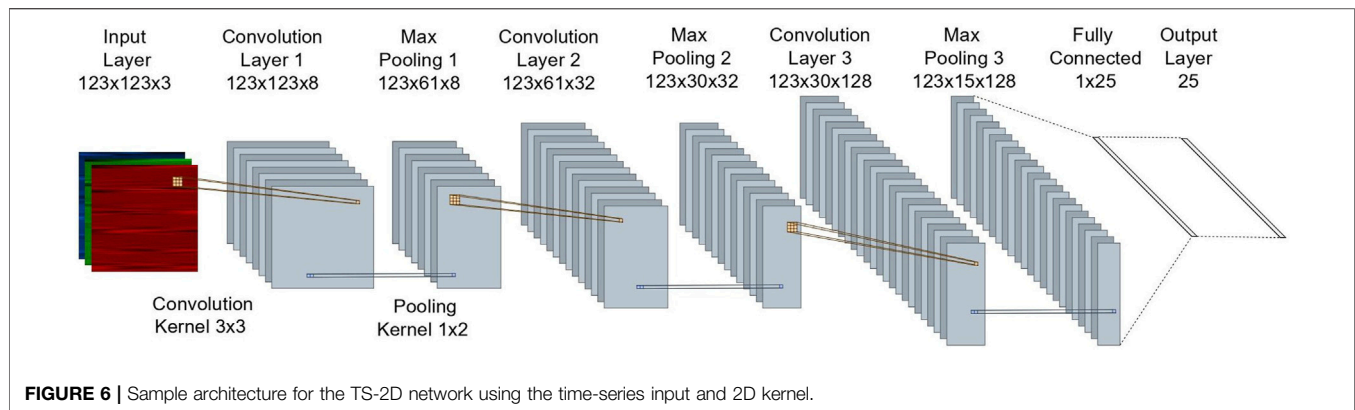 Input
Layer
123x123x3
Convolution
Layer 1
123x123x8
Max
Pooling 1
123x61x8
Convolution
Layer 2
123x61x32
Max
Pooling 2
123x30x32
Convolution
Layer 3
123x30x128
Max
Pooling 3
123x15x128
Fully
Connected
1x25
Output
Layer
25
Convolution
Kernel 3x3
Pooling
Kernel 1x2
FIGURE 6 | Sample architecture for the TS-2D network using the time-series input and 2D kernel.